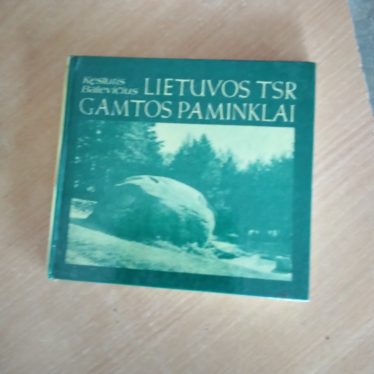 Kęstutis
Balevičius
LIETUVOS TSR
GAMTOS PAMINKLAI